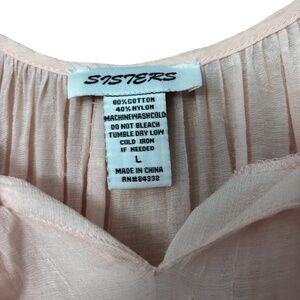 SISTERS
60%COTTON
40%NYLON
MACHINEWASHCOLD
DO NOT BLEACH
TUMBLE DRY LOW
COLD IRON
IF NEEDED
L
MADE IN CHINA
RN#84332